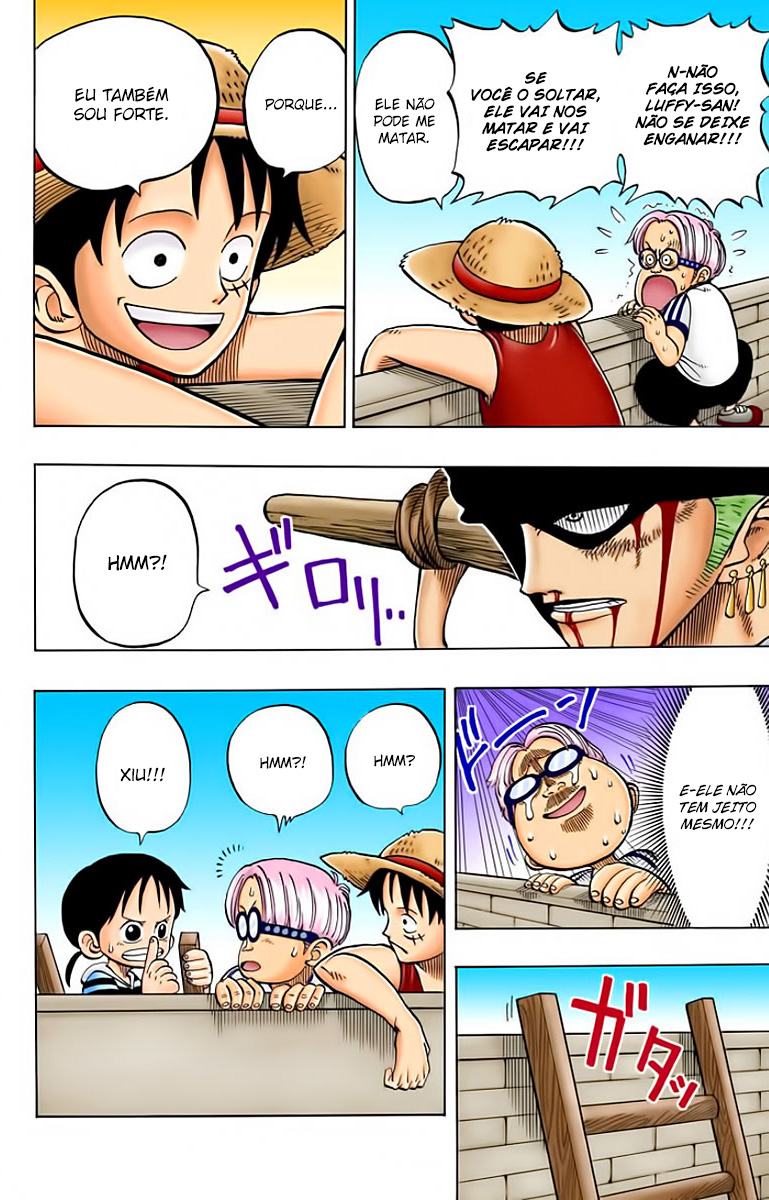 N-NÃO
FAÇA ISSO,
LUFFY-SAN!
NÃO SE DEIXE
ENGANAR!!!
SE
VOCÊ O SOLTAR,
ELE VAI NOS
MATAR E VAI
ESCAPAR!!!
ELE NÃO
PODE ME
MATAR.
PORQUE...
EU TAMBÉM
SOU FORTE.
ギロリ..
HMM?!
E-ELE NÃO
TEM JEITO
MESMO!!!
ドーン
ガタッ
HMM?
HMM?!
XIU!!!